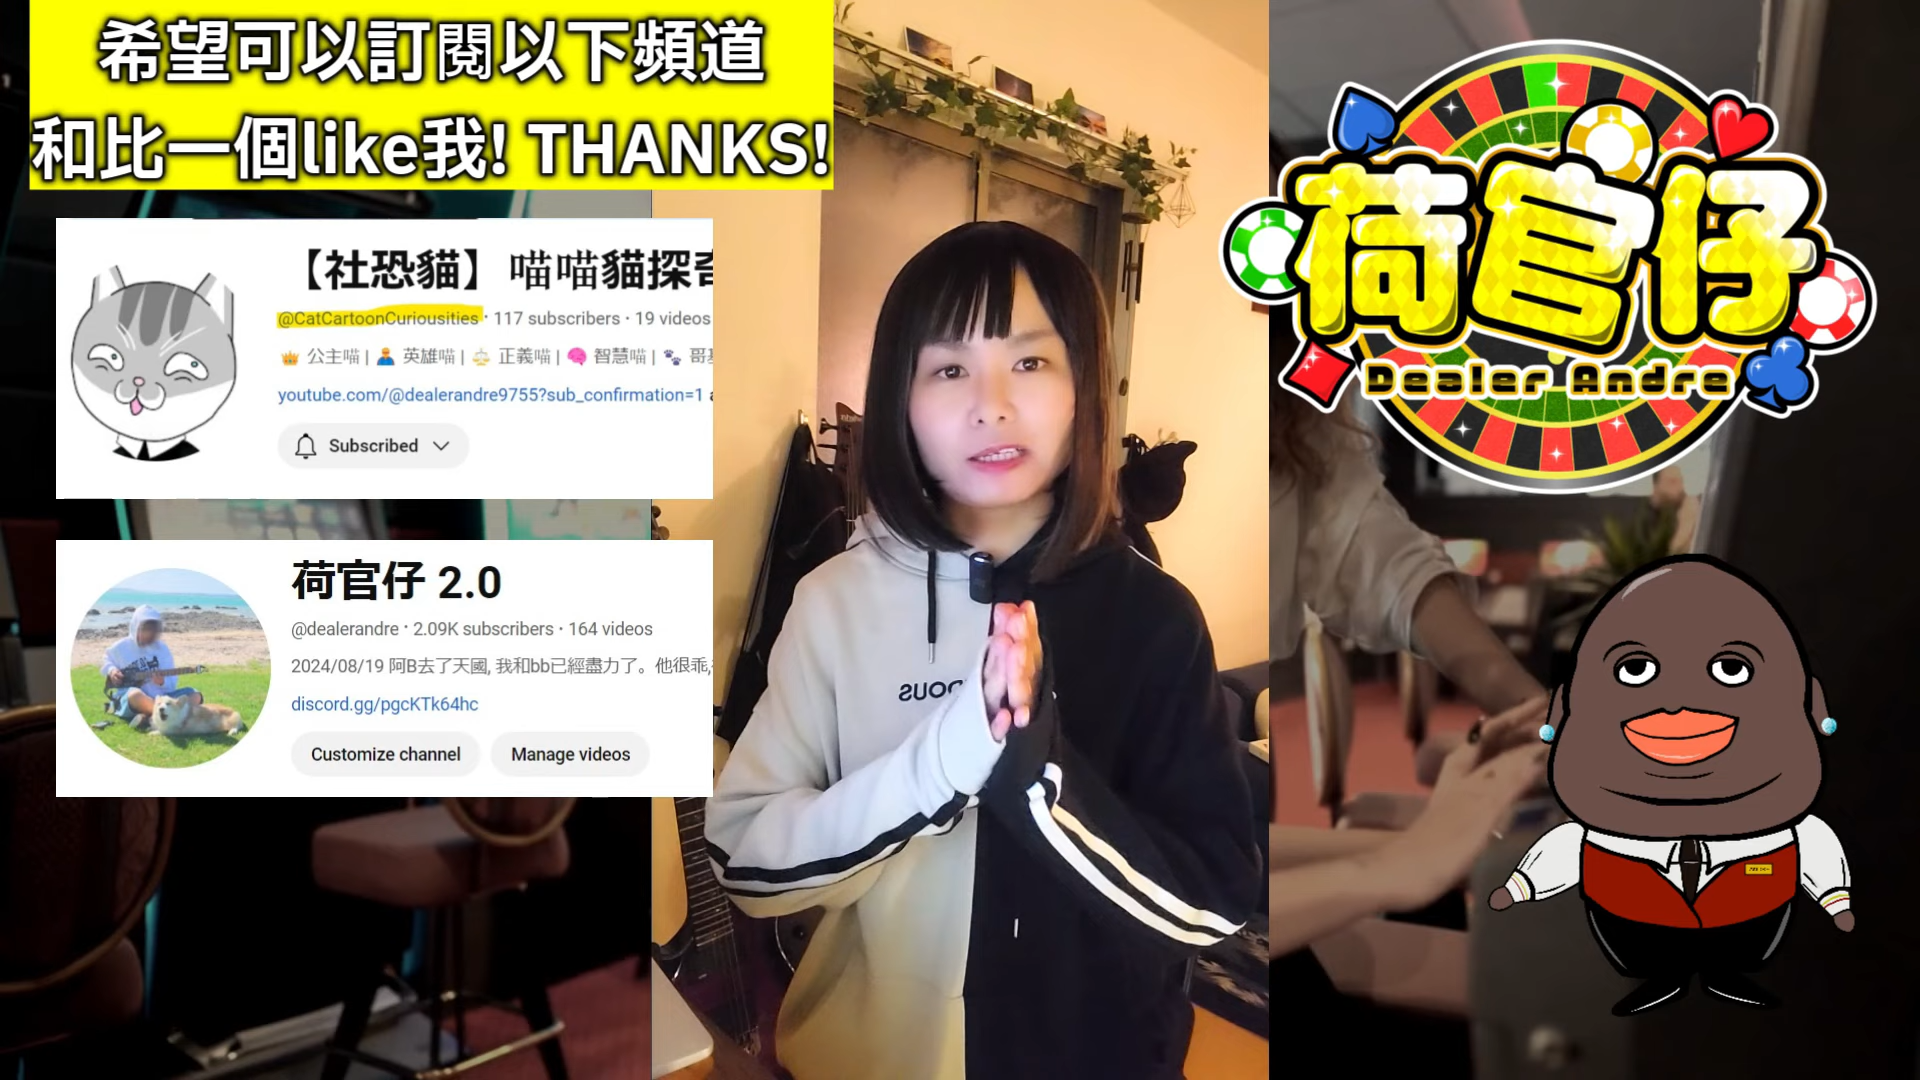 希望可以訂閱以下頻道
和比一個like我! THANKS!
【社恐貓】 喵喵貓探奇
@CatCartoonCuriousities · 117 subscribers · 19 videos
👑 公主喵 | 🦸 英雄喵 | ⚖️ 正義喵 | 🧠 智慧喵 | 🐾 哥
youtube.com/@dealerandre9755?sub_confirmation=1
Subscribed
荷官仔 2.0
@dealerandre · 2.09K subscribers · 164 videos
2024/08/19 阿B去了天國, 我和bb已經盡力了。他很乖,
discord.gg/pgcKTk64hc
Customize channel Manage videos
荷官仔
Dealer Andre